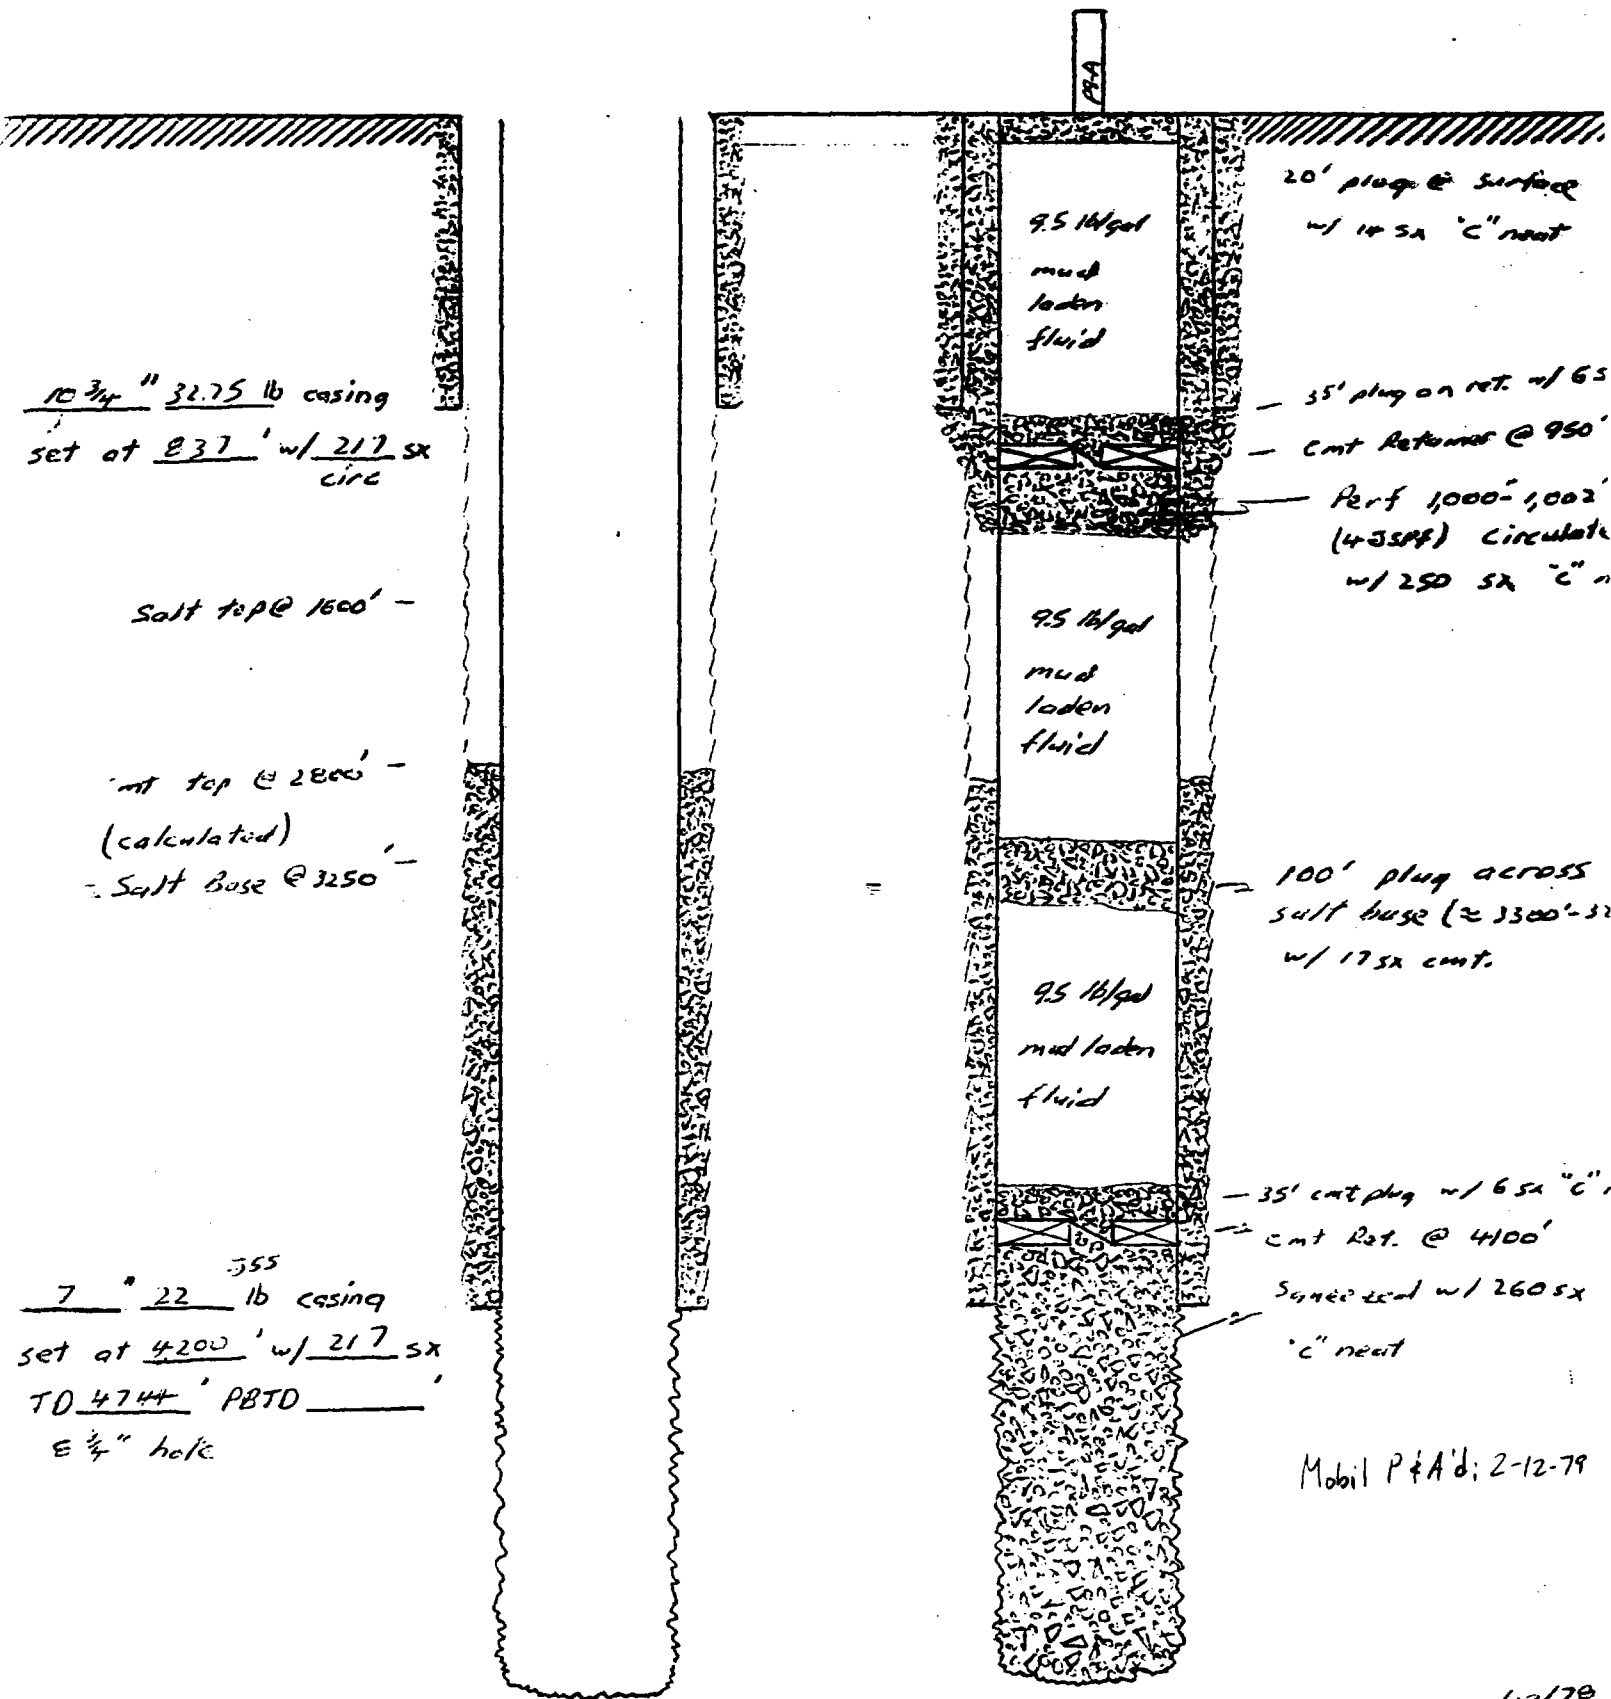 P&A
20' plug @ surface
w/ 14 sx "C" neat
9.5 lb/gal
mud
laden
fluid
10 3/4 " 32.75 lb casing
set at 837 ' w/ 217 sx
circ
35' plug on ret. w/ 6 s
Cmt Retainer @ 950'
Perf 1,000'-1,002'
(4 JSPF) Circulate
w/ 250 sx "C" n
Salt top @ 1600' -
9.5 lb/gal
mud
laden
fluid
mt top @ 2800' -
(calculated)
Salt Base @ 3250' -
100' plug across
salt base (≈ 3300'-32
w/ 17 sx cmt.
9.5 lb/gal
mud laden
fluid
35' cmt plug w/ 6 sx "C"
cmt Ret. @ 4100'
Squeezed w/ 260 sx
"C" neat
J55
7 " 22 lb casing
set at 4200 ' w/ 217 sx
TD 4744 ' PBTD ______ '
8 3/4" hole
Mobil P&A'd; 2-12-79